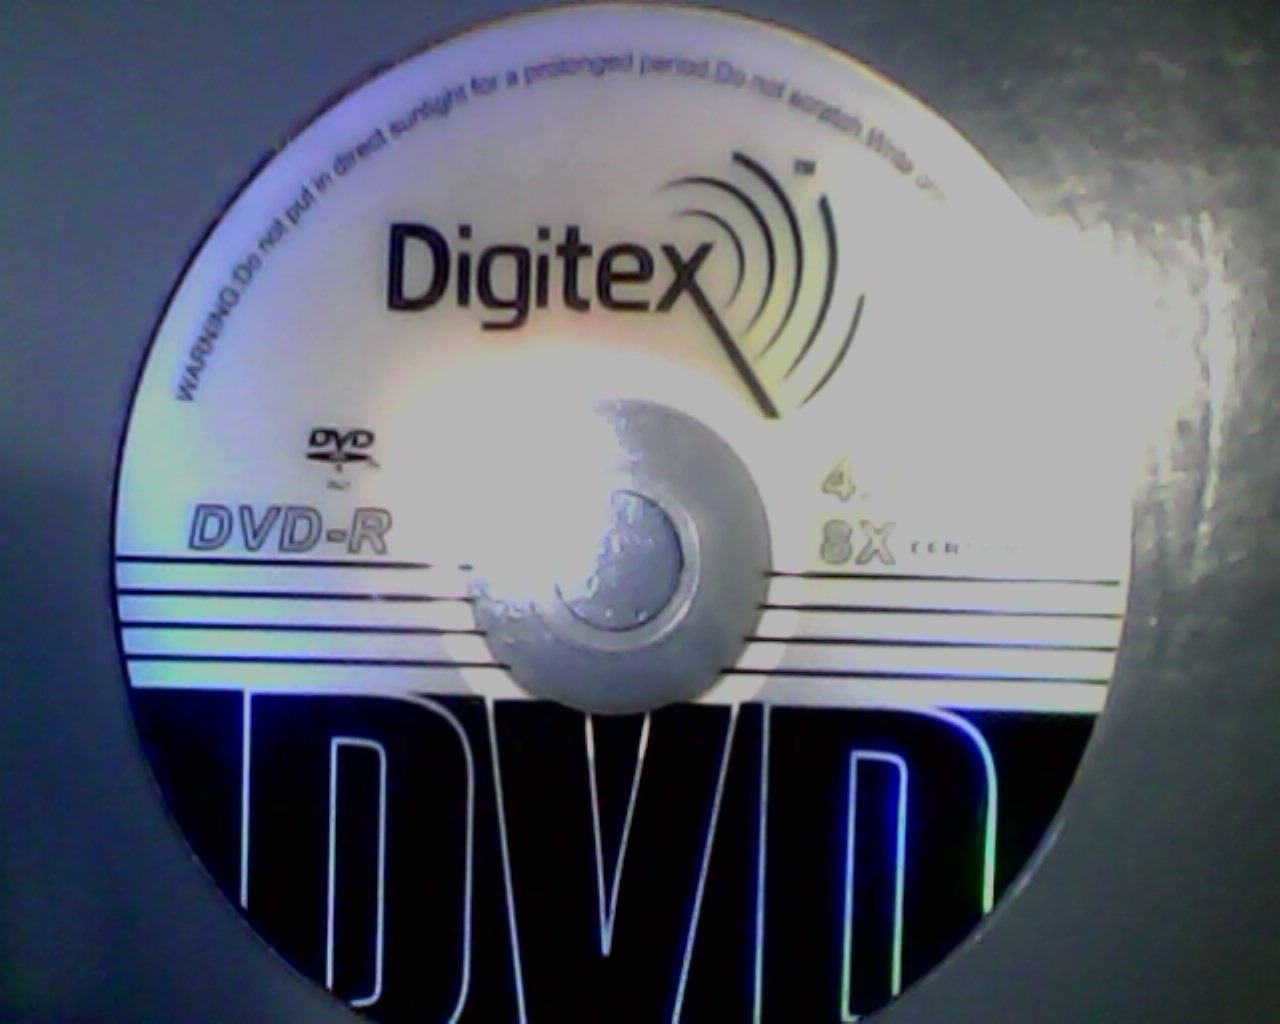 WARNING:Do not put in direct sunlight for a prolonged period.Do not scratch.Write
Digitex
TM
DVD
DVD-R
4.
8X
DVD